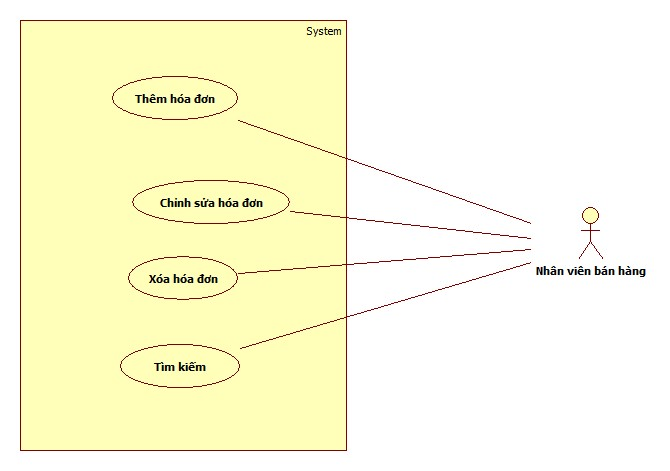 System
Thêm hóa đơn
Chỉnh sửa hóa đơn
Xóa hóa đơn
Nhân viên bán hàng
Tìm kiếm